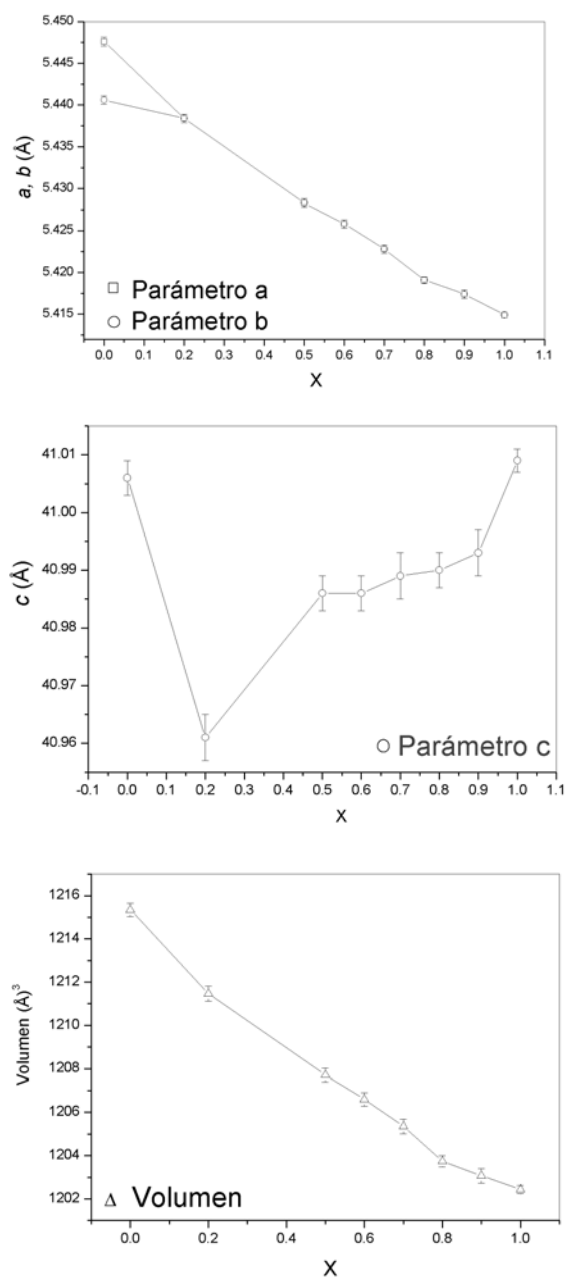 5.450
5.445
5.440
5.435
5.430
5.425
5.420
5.415
a, b (Å)
□ Parámetro a
○ Parámetro b
0.0 0.1 0.2 0.3 0.4 0.5 0.6 0.7 0.8 0.9 1.0 1.1
X
41.01
41.00
40.99
40.98
40.97
40.96
c (Å)
○ Parámetro c
-0.1 0.0 0.1 0.2 0.3 0.4 0.5 0.6 0.7 0.8 0.9 1.0 1.1
X
1216
1214
1212
1210
1208
1206
1204
1202
Volumen (Å)³
Δ Volumen
0.0 0.2 0.4 0.6 0.8 1.0
X